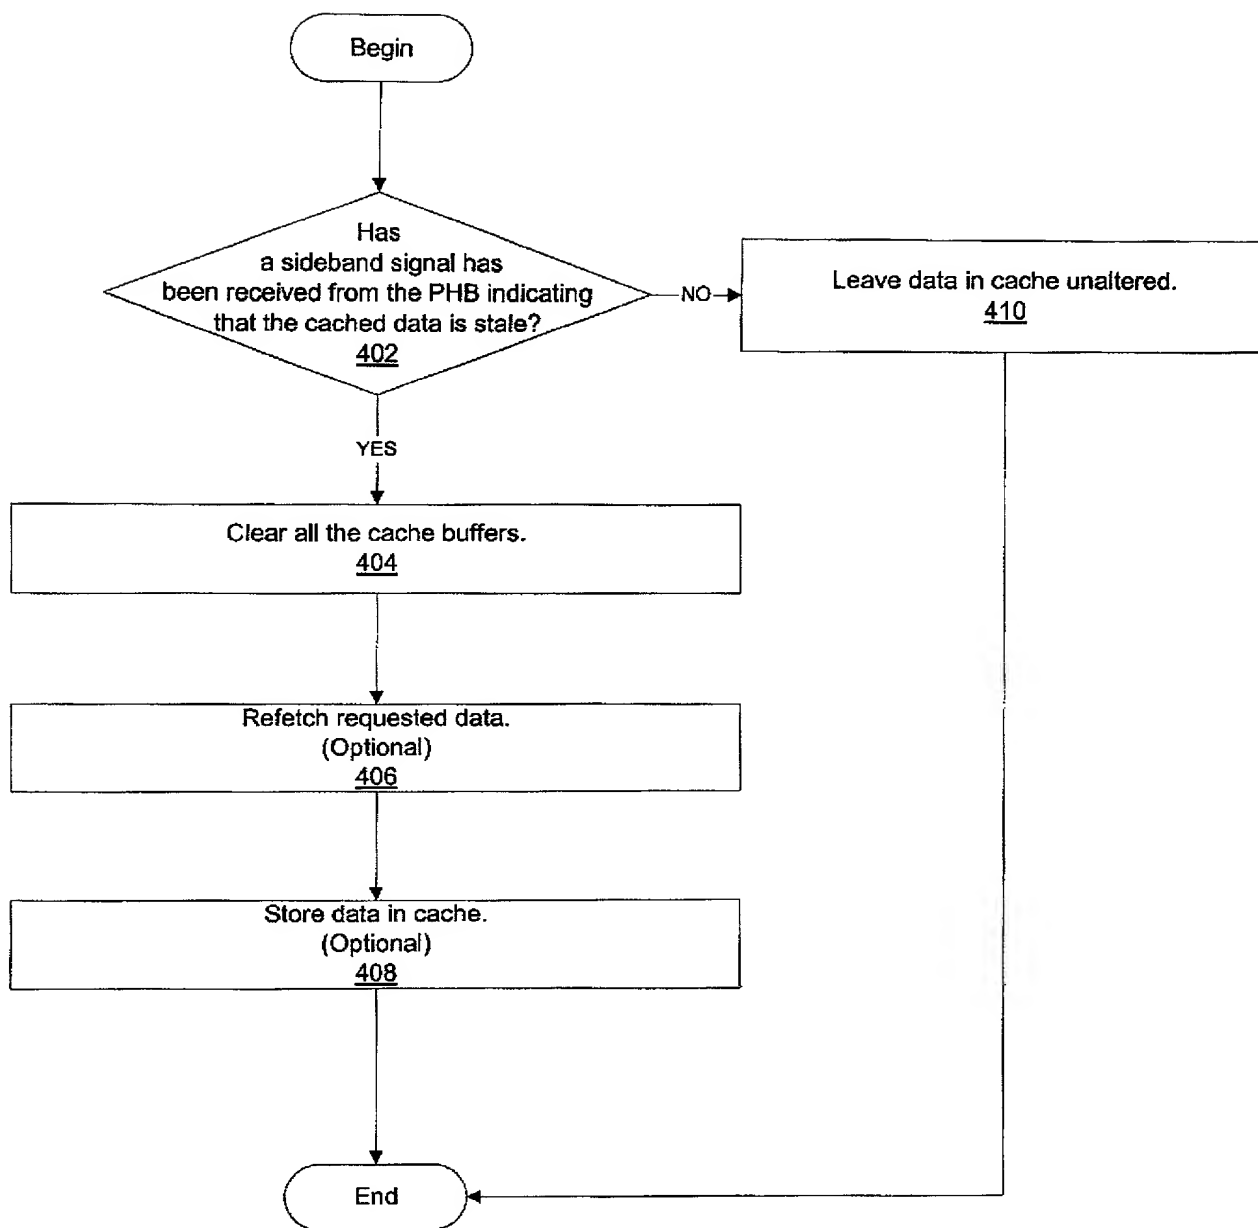 Begin
Has
a sideband signal has
been received from the PHB indicating
that the cached data is stale?
402
NO
Leave data in cache unaltered.
410
YES
Clear all the cache buffers.
404
Refetch requested data.
(Optional)
406
Store data in cache.
(Optional)
408
End